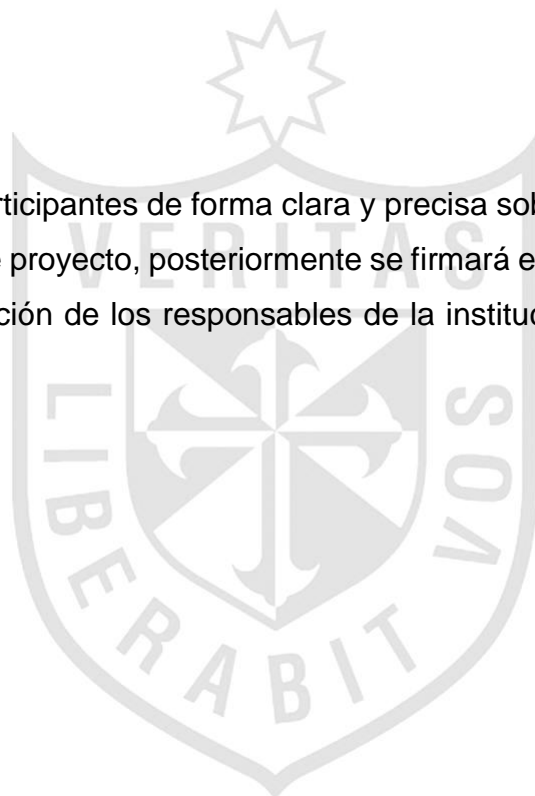 rticipantes de forma clara y precisa sob
e proyecto, posteriormente se firmará e
ción de los responsables de la instituc
VERITAS
LIBERABIT
VOS